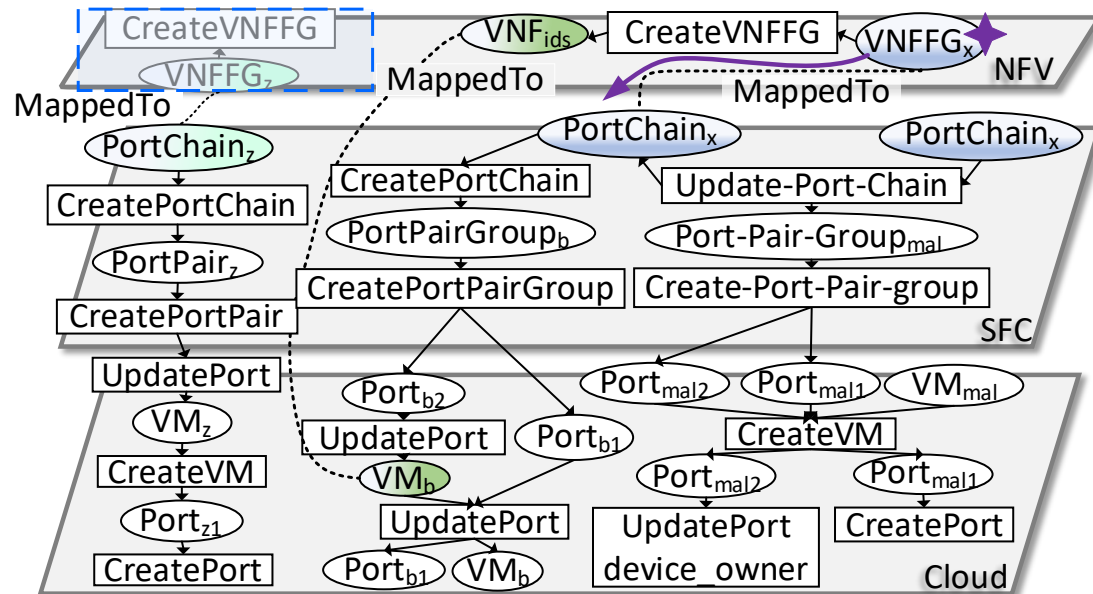 CreateVNFFG
VNFids
CreateVNFFG
VNFFGx
VNFFGz
NFV
MappedTo
MappedTo
MappedTo
PortChainz
PortChainx
PortChainx
CreatePortChain
Update-Port-Chain
CreatePortChain
PortPairGroupb
Port-Pair-Groupmal
PortPairz
CreatePortPairGroup
Create-Port-Pair-group
CreatePortPair
SFC
UpdatePort
Portb2
Portmal2
Portmal1
VMmal
VMz
UpdatePort
Portb1
CreateVM
CreateVM
VMb
Portmal2
Portmal1
Portz1
UpdatePort
UpdatePort
device_owner
CreatePort
CreatePort
Portb1
VMb
Cloud